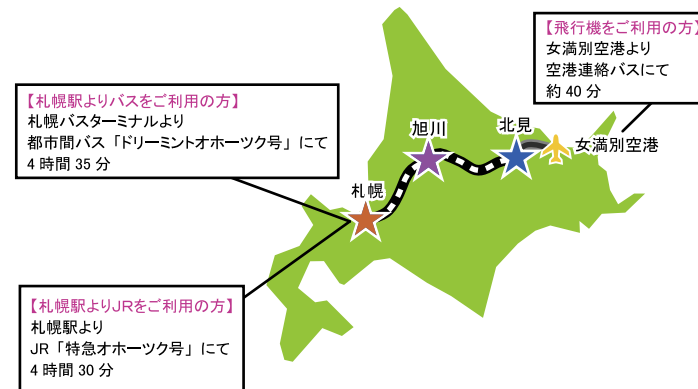 【飛行機をご利用の方】
女満別空港より
空港連絡バスにて
約40分
【札幌駅よりバスをご利用の方】
札幌バスターミナルより
都市間バス「ドリーミントオホーツク号」にて
4時間35分
旭川
北見
女満別空港
札幌
【札幌駅よりJRをご利用の方】
札幌駅より
JR「特急オホーツク号」にて
4時間30分